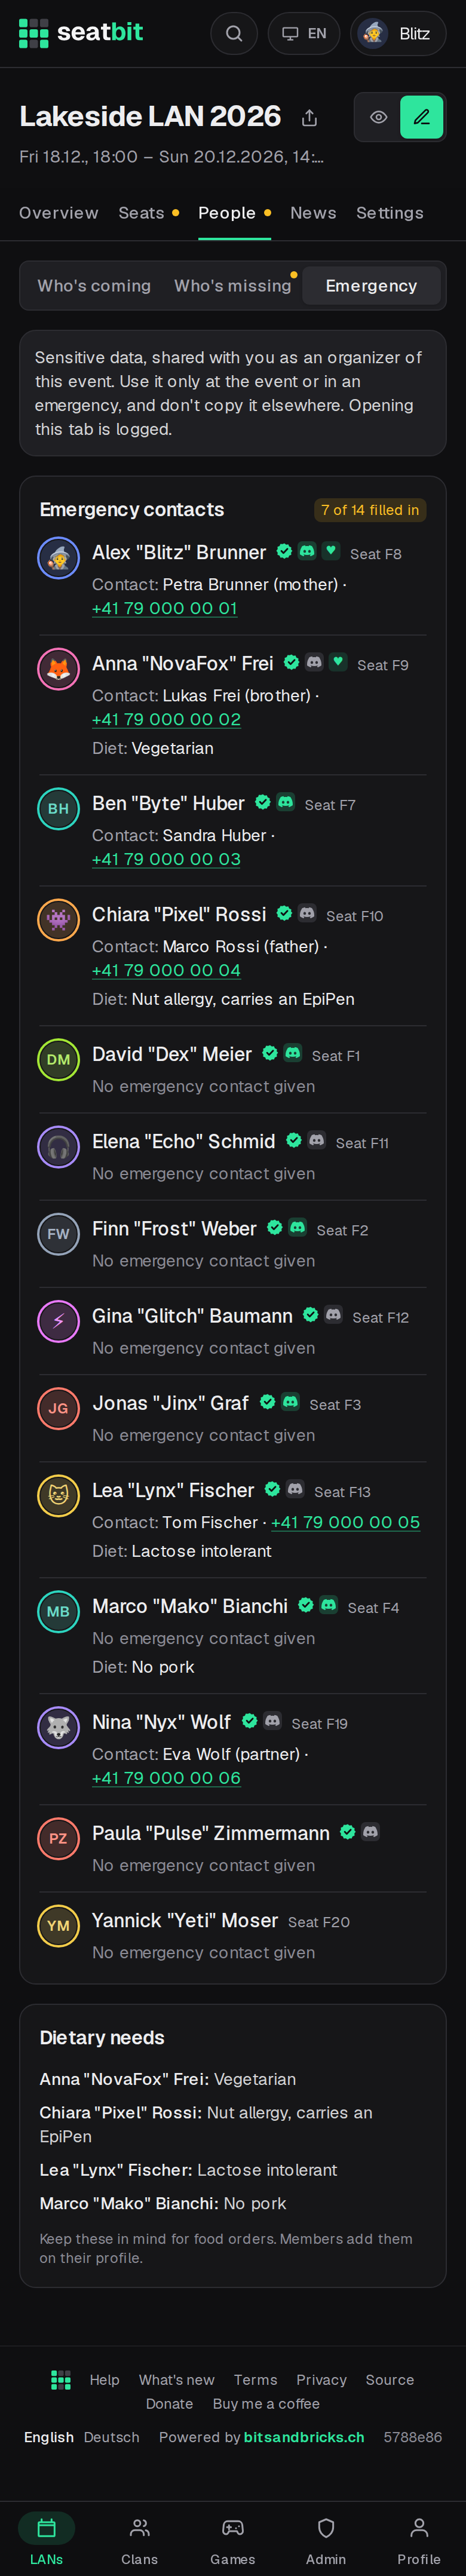 seatbit
EN
Blitz
Lakeside LAN 2026
Fri 18.12., 18:00 – Sun 20.12.2026, 14:...
Overview Seats People News Settings
Who's coming Who's missing Emergency
Sensitive data, shared with you as an organizer of
this event. Use it only at the event or in an
emergency, and don't copy it elsewhere. Opening
this tab is logged.
Emergency contacts 7 of 14 filled in
Alex "Blitz" Brunner Seat F8
Contact: Petra Brunner (mother) ·
+41 79 000 00 01
Anna "NovaFox" Frei Seat F9
Contact: Lukas Frei (brother) ·
+41 79 000 00 02
Diet: Vegetarian
BH
Ben "Byte" Huber Seat F7
Contact: Sandra Huber ·
+41 79 000 00 03
Chiara "Pixel" Rossi Seat F10
Contact: Marco Rossi (father) ·
+41 79 000 00 04
Diet: Nut allergy, carries an EpiPen
DM
David "Dex" Meier Seat F1
No emergency contact given
Elena "Echo" Schmid Seat F11
No emergency contact given
FW
Finn "Frost" Weber Seat F2
No emergency contact given
Gina "Glitch" Baumann Seat F12
No emergency contact given
JG
Jonas "Jinx" Graf Seat F3
No emergency contact given
Lea "Lynx" Fischer Seat F13
Contact: Tom Fischer · +41 79 000 00 05
Diet: Lactose intolerant
MB
Marco "Mako" Bianchi Seat F4
No emergency contact given
Diet: No pork
Nina "Nyx" Wolf Seat F19
Contact: Eva Wolf (partner) ·
+41 79 000 00 06
PZ
Paula "Pulse" Zimmermann
No emergency contact given
YM
Yannick "Yeti" Moser Seat F20
No emergency contact given
Dietary needs
Anna "NovaFox" Frei: Vegetarian
Chiara "Pixel" Rossi: Nut allergy, carries an
EpiPen
Lea "Lynx" Fischer: Lactose intolerant
Marco "Mako" Bianchi: No pork
Keep these in mind for food orders. Members add them
on their profile.
Help What's new Terms Privacy Source
Donate Buy me a coffee
English Deutsch Powered by bitsandbricks.ch 5788e86
LANs Clans Games Admin Profile